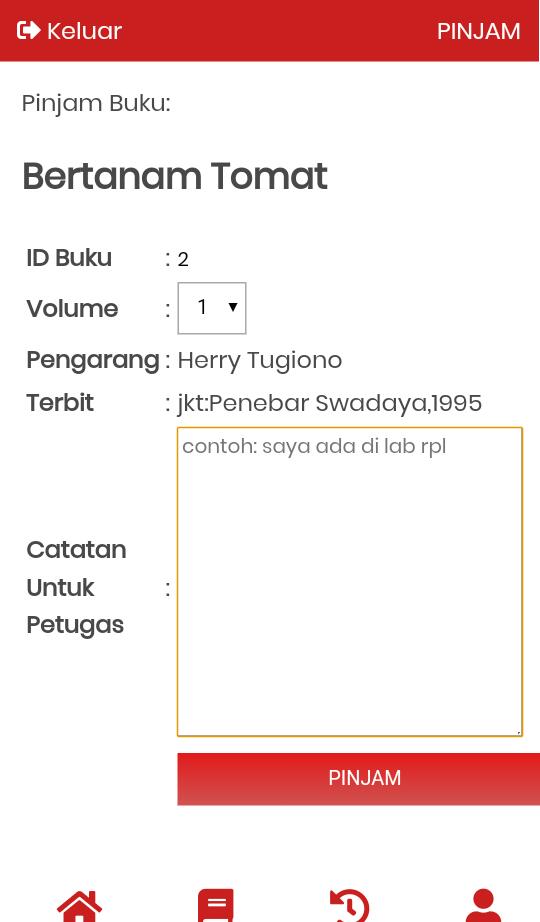 Keluar PINJAM
Pinjam Buku:
Bertanam Tomat
ID Buku : 2
Volume : 1
Pengarang : Herry Tugiono
Terbit : jkt:Penebar Swadaya,1995
contoh: saya ada di lab rpl
Catatan
Untuk :
Petugas
PINJAM